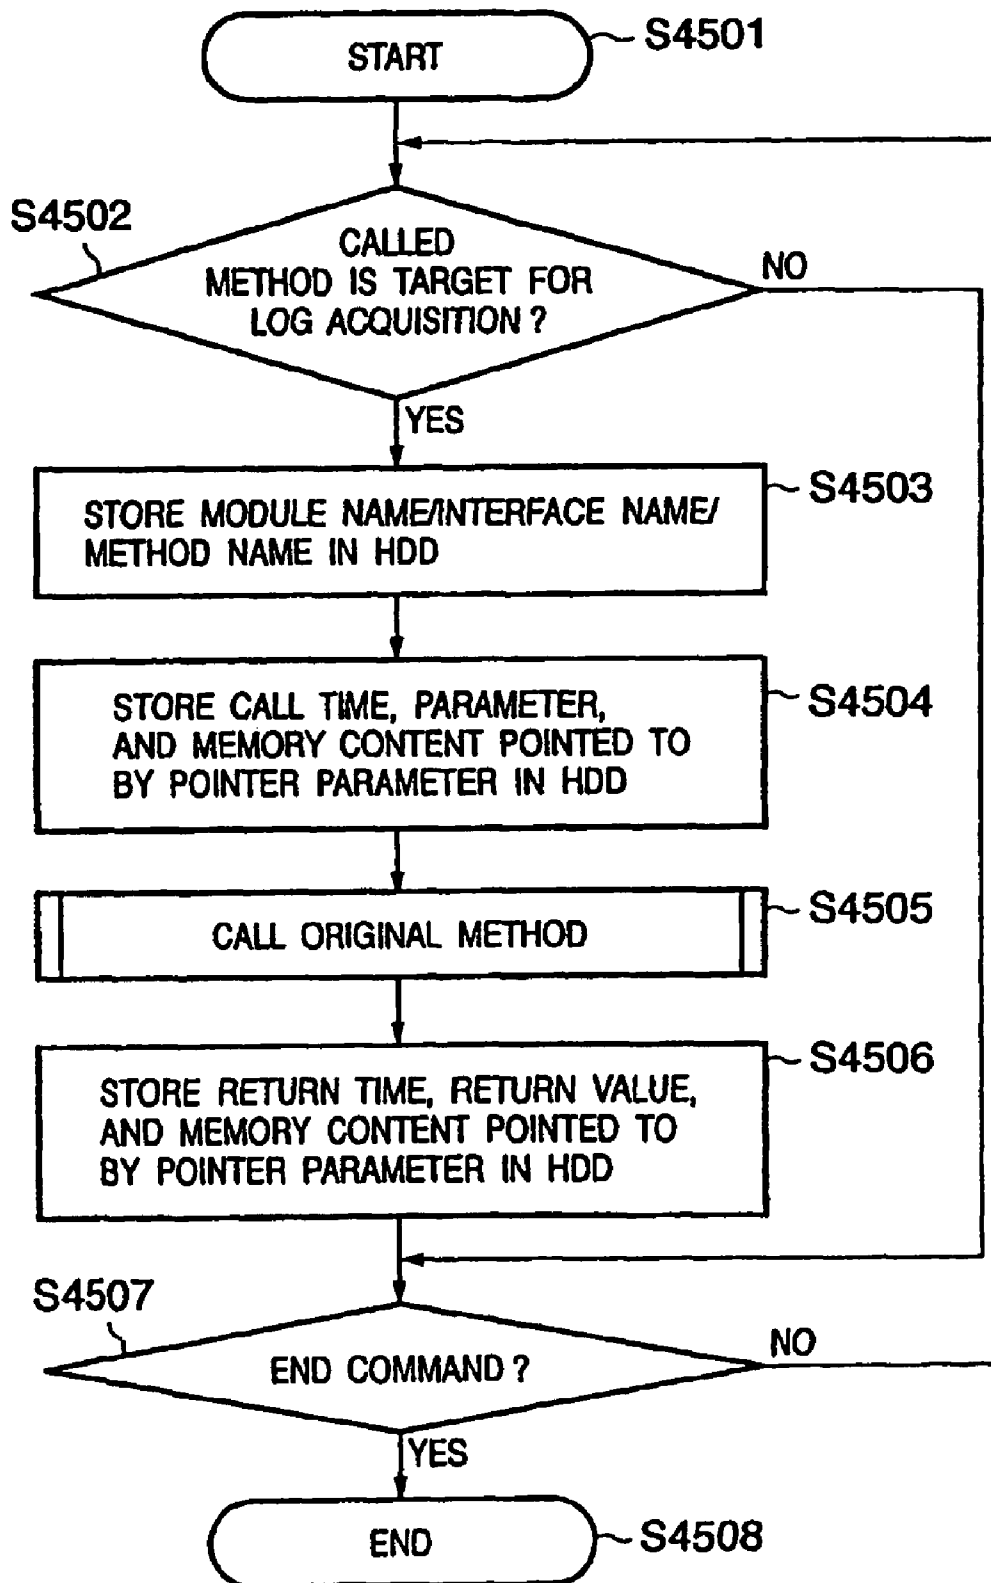 START
S4501
S4502
CALLED
METHOD IS TARGET FOR
LOG ACQUISITION ?
NO
YES
S4503
STORE MODULE NAME/INTERFACE NAME/
METHOD NAME IN HDD
S4504
STORE CALL TIME, PARAMETER,
AND MEMORY CONTENT POINTED TO
BY POINTER PARAMETER IN HDD
S4505
CALL ORIGINAL METHOD
S4506
STORE RETURN TIME, RETURN VALUE,
AND MEMORY CONTENT POINTED TO
BY POINTER PARAMETER IN HDD
S4507
END COMMAND ?
NO
YES
END
S4508